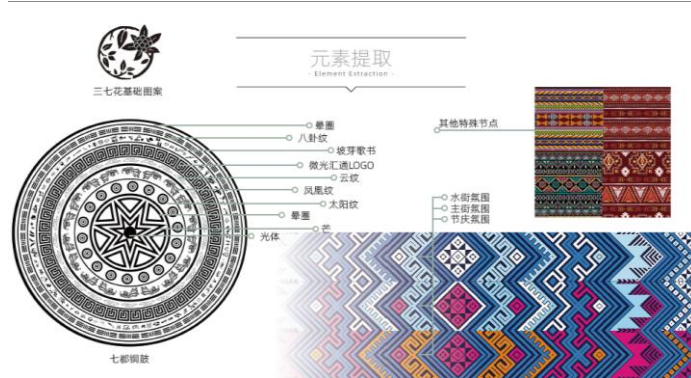 元素提取
- Element Extraction -
三七花基础图案
晕圈
八卦纹
坡芽歌书
微光汇通LOGO
云纹
凤凰纹
太阳纹
晕圈
芒
光体
七都铜鼓
其他特殊节点
水街氛围
主街氛围
节庆氛围